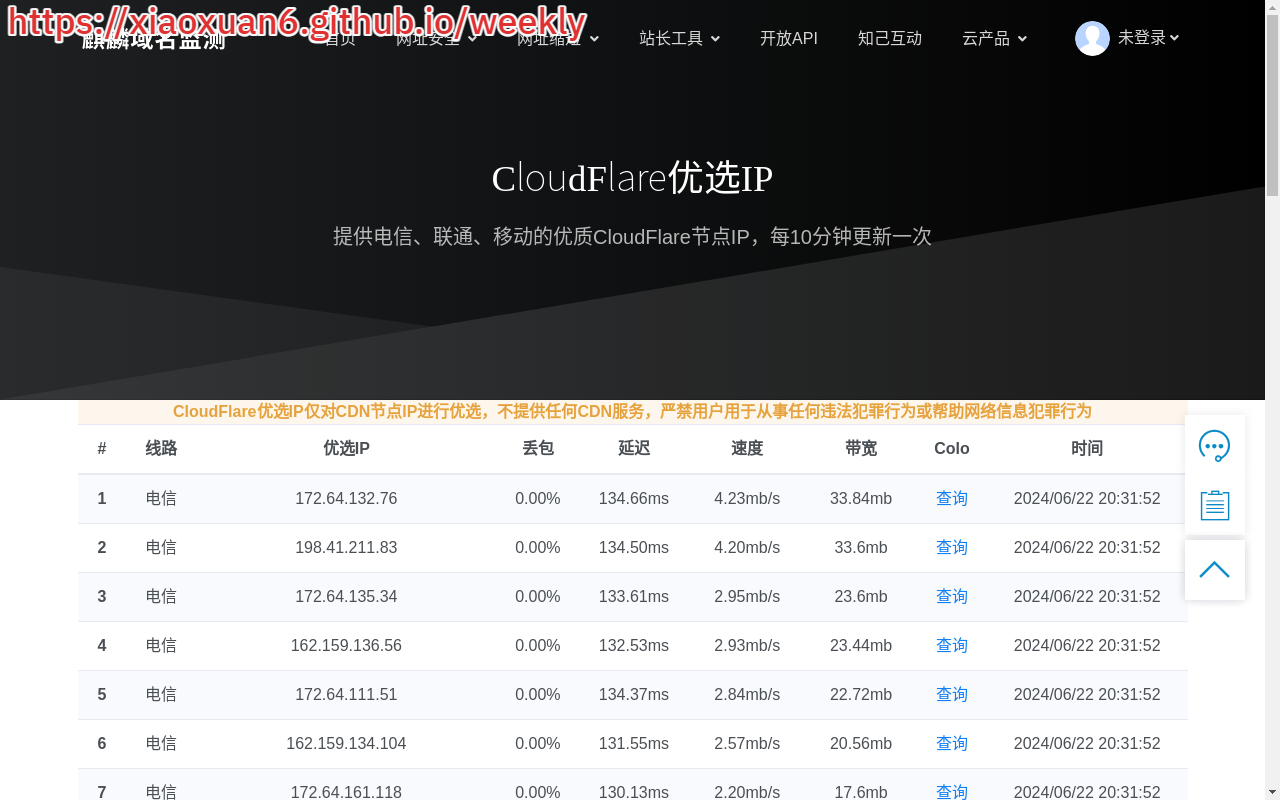 https://xiaoxuan6.github.io/weekly
麒麟域名监测 首页 网址安全 网址缩短 站长工具 开放API 知己互动 云产品 未登录
CloudFlare优选IP
提供电信、联通、移动的优质CloudFlare节点IP，每10分钟更新一次
CloudFlare优选IP仅对CDN节点IP进行优选，不提供任何CDN服务，严禁用户用于从事任何违法犯罪行为或帮助网络信息犯罪行为
# 线路 优选IP 丢包 延迟 速度 带宽 Colo 时间
1 电信 172.64.132.76 0.00% 134.66ms 4.23mb/s 33.84mb 查询 2024/06/22 20:31:52
2 电信 198.41.211.83 0.00% 134.50ms 4.20mb/s 33.6mb 查询 2024/06/22 20:31:52
3 电信 172.64.135.34 0.00% 133.61ms 2.95mb/s 23.6mb 查询 2024/06/22 20:31:52
4 电信 162.159.136.56 0.00% 132.53ms 2.93mb/s 23.44mb 查询 2024/06/22 20:31:52
5 电信 172.64.111.51 0.00% 134.37ms 2.84mb/s 22.72mb 查询 2024/06/22 20:31:52
6 电信 162.159.134.104 0.00% 131.55ms 2.57mb/s 20.56mb 查询 2024/06/22 20:31:52
7 电信 172.64.161.118 0.00% 130.13ms 2.20mb/s 17.6mb 查询 2024/06/22 20:31:52